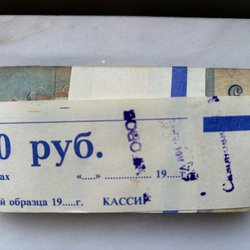 0 руб.
ах «.....» ............. 19.....г.
й образца 19.....г. КАССИ